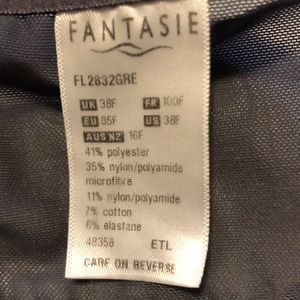 FANTASIE
FL2832GRE
UK 38F FR 100F
EU 85F US 38F
AUS NZ 16F
41% polyester
35% nylon/polyamide
microfibre
11% nylon/polyamide
7% cotton
6% elastane
48358 ETL
CARE ON REVERSE